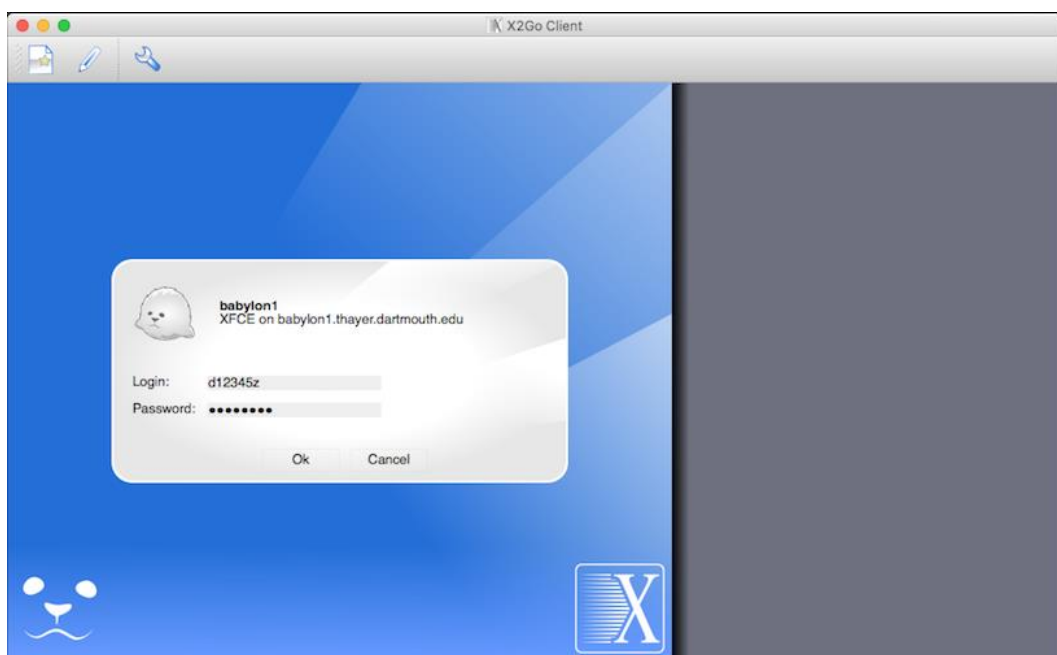 X2Go Client
babylon1
XFCE on babylon1.thayer.dartmouth.edu
Login: d12345z
Password: ●●●●●●●●
Ok Cancel
X